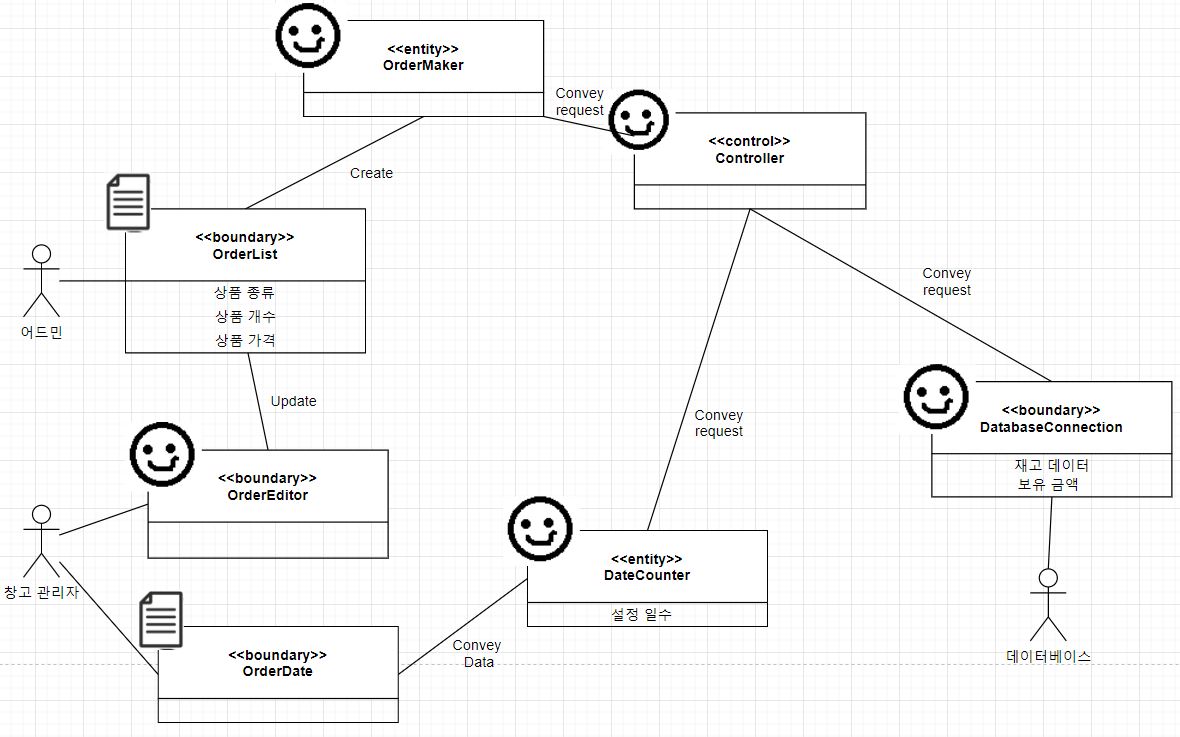 <<entity>>
OrderMaker
Convey
request
<<control>>
Controller
Create
<<boundary>>
OrderList
상품 종류
상품 개수
상품 가격
어드민
Convey
request
Update
<<boundary>>
DatabaseConnection
재고 데이터
보유 금액
Convey
request
<<boundary>>
OrderEditor
창고 관리자
<<entity>>
DateCounter
설정 일수
Convey
Data
<<boundary>>
OrderDate
데이터베이스